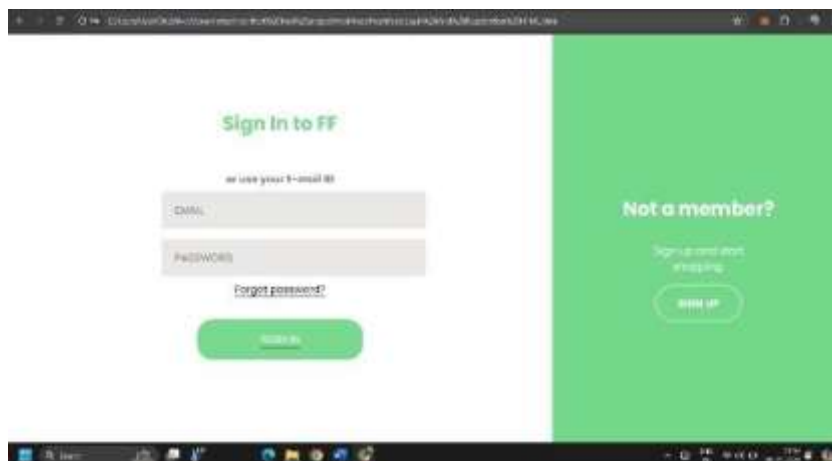 Sign In to FF
or use your E-mail ID
EMAIL
PASSWORD
Forgot password?
SIGN IN
Not a member?
Sign up and start
shopping
SIGN UP